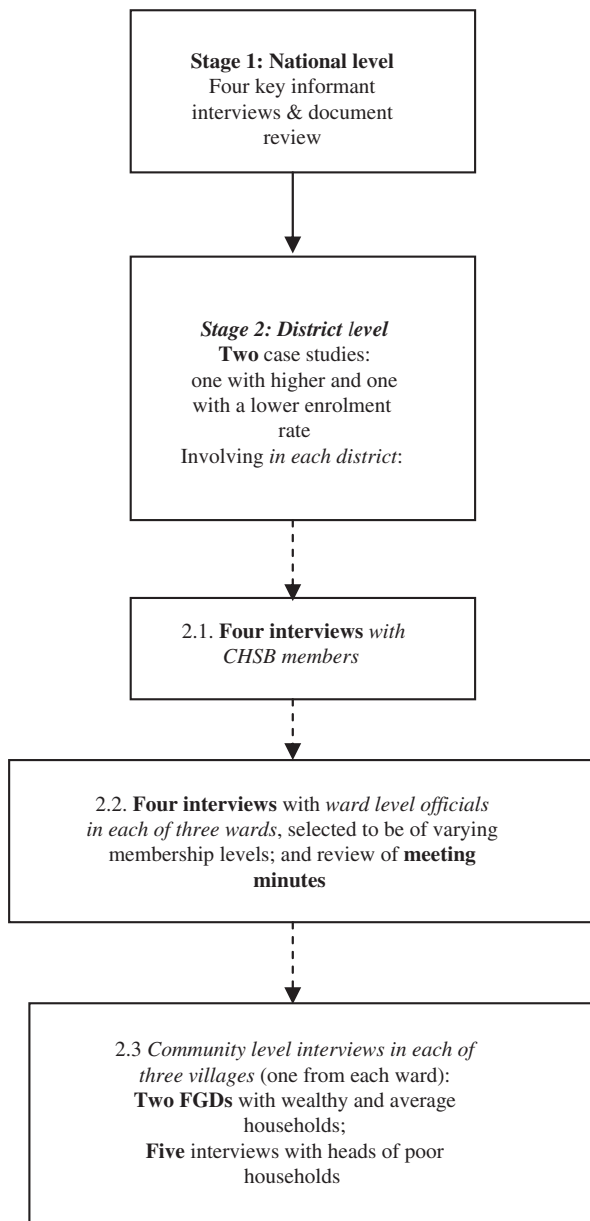 Stage 1: National level
Four key informant
interviews & document
review
Stage 2: District level
Two case studies:
one with higher and one
with a lower enrolment
rate
Involving in each district:
2.1. Four interviews with
CHSB members
2.2. Four interviews with ward level officials
in each of three wards, selected to be of varying
membership levels; and review of meeting
minutes
2.3 Community level interviews in each of
three villages (one from each ward):
Two FGDs with wealthy and average
households;
Five interviews with heads of poor
households